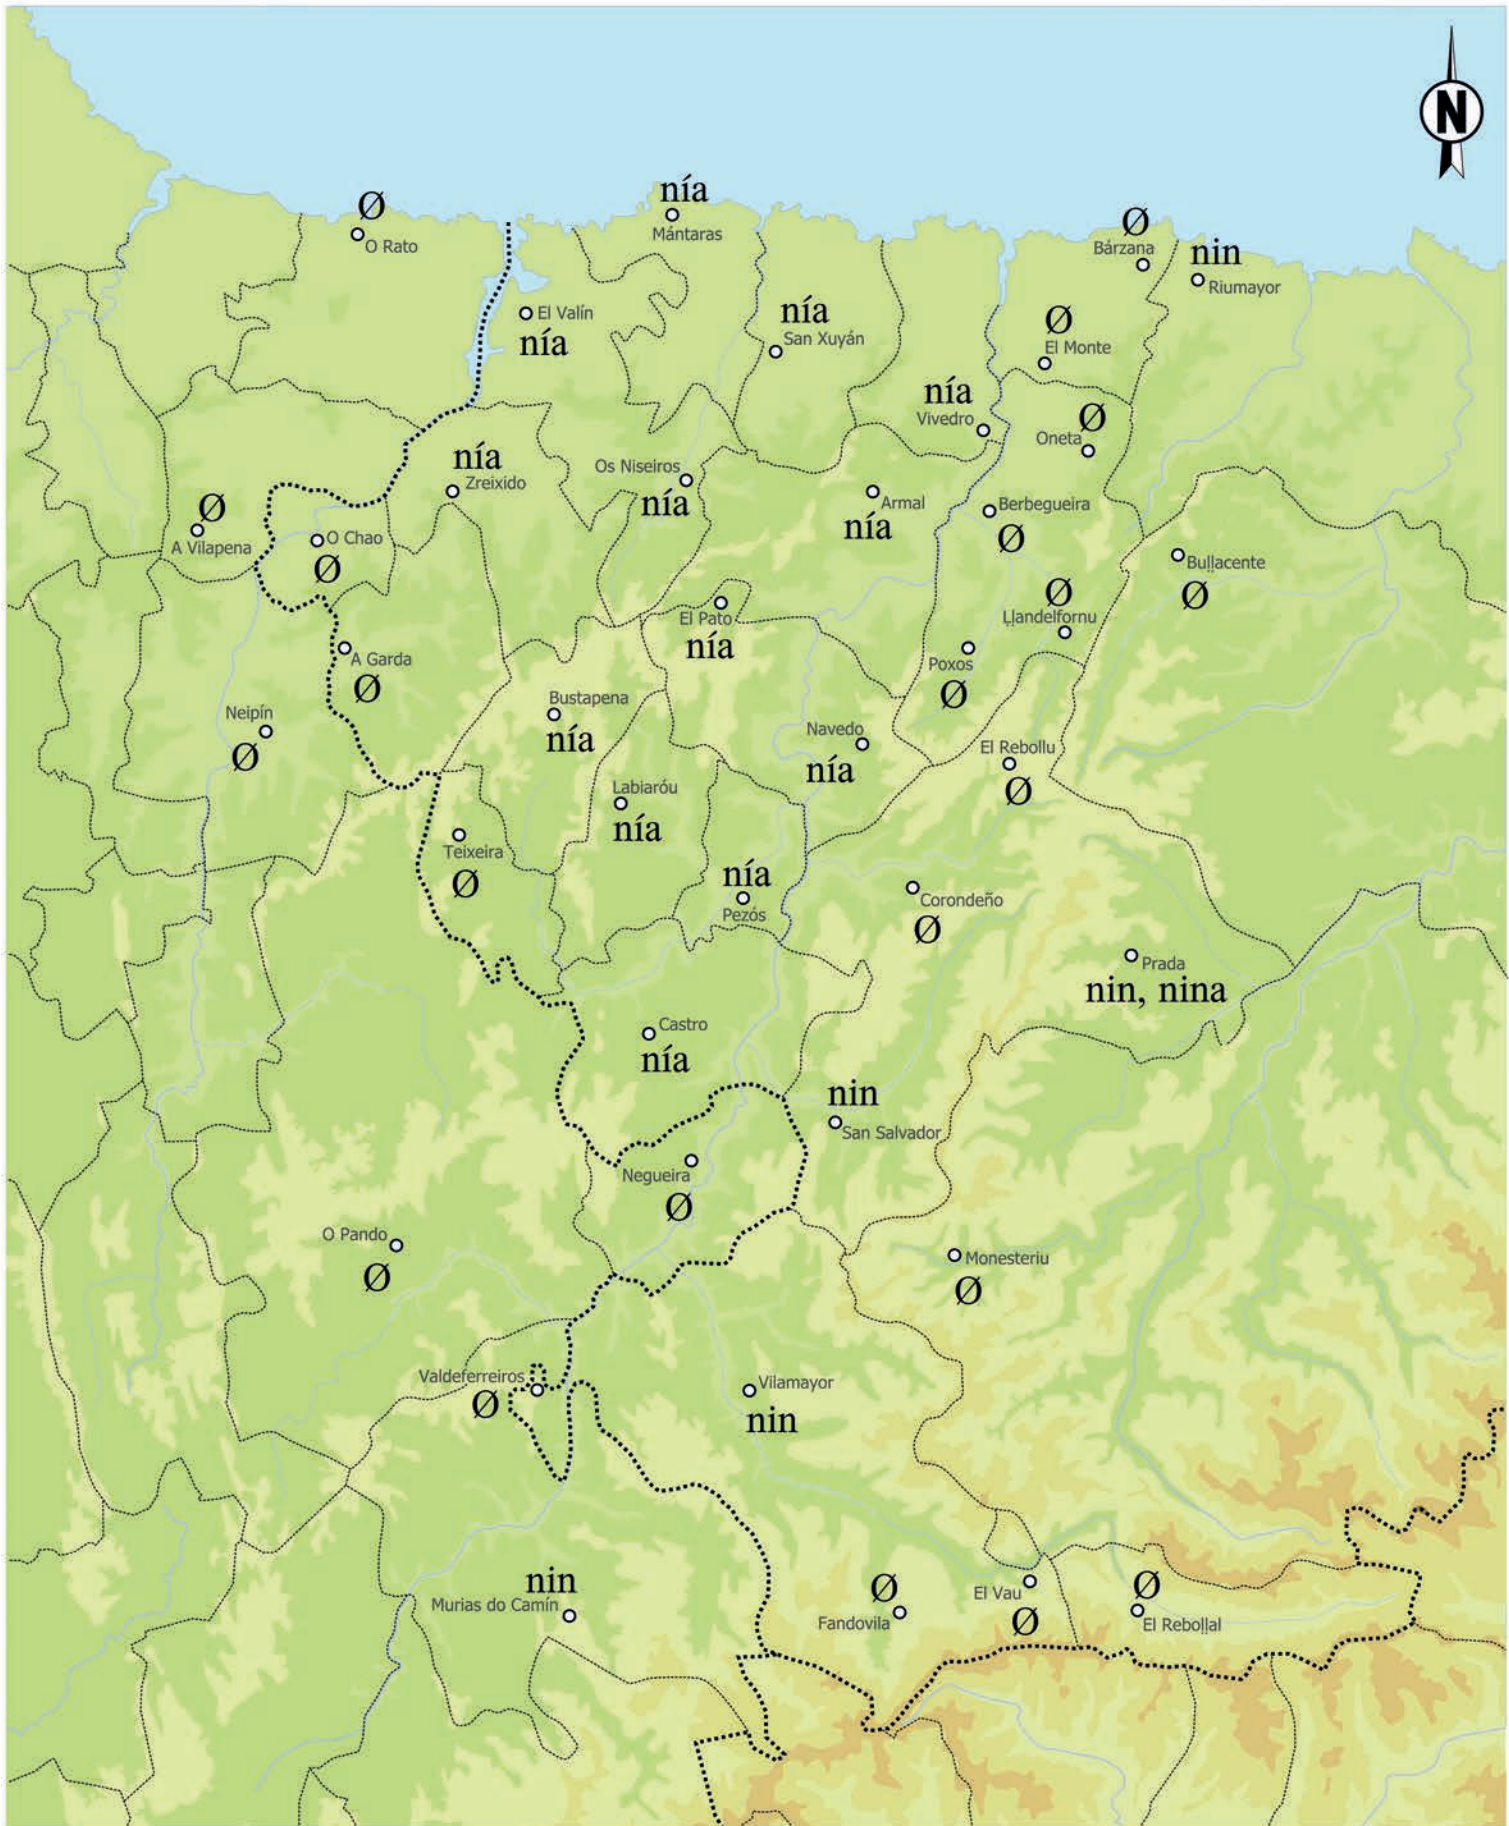 N
nía
Mántaras
Ø
O Rato
Ø
Bárzana
nin
Riumayor
El Valín
nía
nía
San Xuyán
Ø
El Monte
nía
Vivedro
Ø
Oneta
nía
Zreixido
Os Niseiros
nía
Armal
nía
Berbegueira
Ø
Ø
A Vilapena
O Chao
Ø
Buḷḷacente
Ø
Ø
Ḷḷandelfornu
El Pato
nía
A Garda
Ø
Poxos
Ø
Bustapena
nía
Neipín
Ø
Navedo
nía
El Rebollu
Ø
Labiaróu
nía
Teixeira
Ø
nía
Pezós
Corondeño
Ø
Prada
nin, nina
Castro
nía
nin
San Salvador
Negueira
Ø
O Pando
Ø
Monesteriu
Ø
Valdeferreiros
Ø
Vilamayor
nin
nin
Murias do Camín
Ø
Fandovila
El Vau
Ø
Ø
El Reboḷḷal